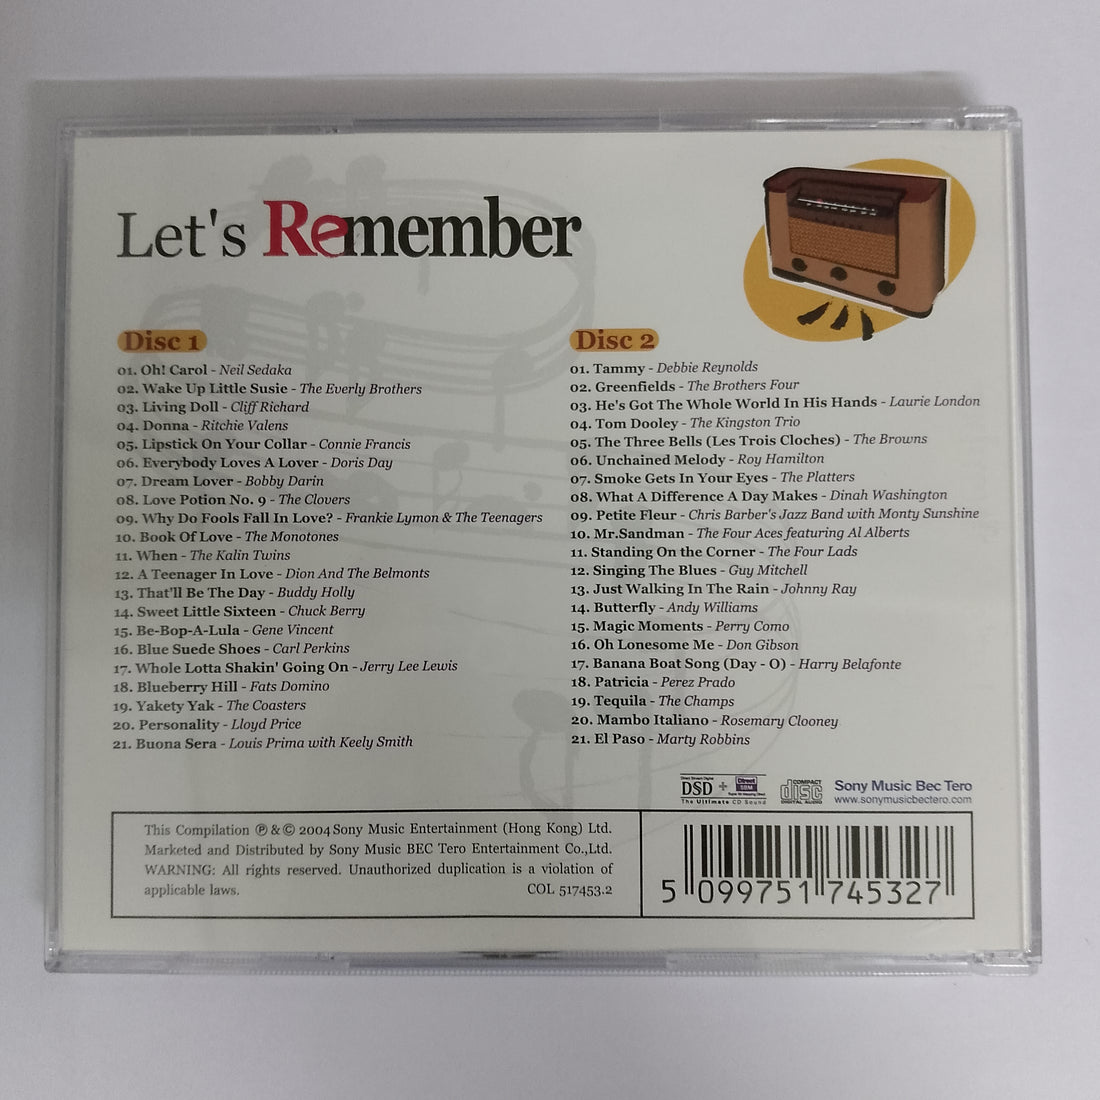 Let's Remember
Disc 1
01. Oh! Carol - Neil Sedaka
02. Wake Up Little Susie - The Everly Brothers
03. Living Doll - Cliff Richard
04. Donna - Ritchie Valens
05. Lipstick On Your Collar - Connie Francis
06. Everybody Loves A Lover - Doris Day
07. Dream Lover - Bobby Darin
08. Love Potion No. 9 - The Clovers
09. Why Do Fools Fall In Love? - Frankie Lymon & The Teenagers
10. Book Of Love - The Monotones
11. When - The Kalin Twins
12. A Teenager In Love - Dion And The Belmonts
13. That'll Be The Day - Buddy Holly
14. Sweet Little Sixteen - Chuck Berry
15. Be-Bop-A-Lula - Gene Vincent
16. Blue Suede Shoes - Carl Perkins
17. Whole Lotta Shakin' Going On - Jerry Lee Lewis
18. Blueberry Hill - Fats Domino
19. Yakety Yak - The Coasters
20. Personality - Lloyd Price
21. Buona Sera - Louis Prima with Keely Smith
Disc 2
01. Tammy - Debbie Reynolds
02. Greenfields - The Brothers Four
03. He's Got The Whole World In His Hands - Laurie London
04. Tom Dooley - The Kingston Trio
05. The Three Bells (Les Trois Cloches) - The Browns
06. Unchained Melody - Roy Hamilton
07. Smoke Gets In Your Eyes - The Platters
08. What A Difference A Day Makes - Dinah Washington
09. Petite Fleur - Chris Barber's Jazz Band with Monty Sunshine
10. Mr.Sandman - The Four Aces featuring Al Alberts
11. Standing On the Corner - The Four Lads
12. Singing The Blues - Guy Mitchell
13. Just Walking In The Rain - Johnny Ray
14. Butterfly - Andy Williams
15. Magic Moments - Perry Como
16. Oh Lonesome Me - Don Gibson
17. Banana Boat Song (Day - O) - Harry Belafonte
18. Patricia - Perez Prado
19. Tequila - The Champs
20. Mambo Italiano - Rosemary Clooney
21. El Paso - Marty Robbins
Direct Stream Digital
DSD + Direct SBM
The Ultimate CD Sound
COMPACT
disc
DIGITAL AUDIO
Sony Music Bec Tero
www.sonymusicbectero.com
This Compilation ℗ & © 2004 Sony Music Entertainment (Hong Kong) Ltd.
Marketed and Distributed by Sony Music BEC Tero Entertainment Co.,Ltd.
WARNING: All rights reserved. Unauthorized duplication is a violation of
applicable laws. COL 517453.2
5 099751 745327